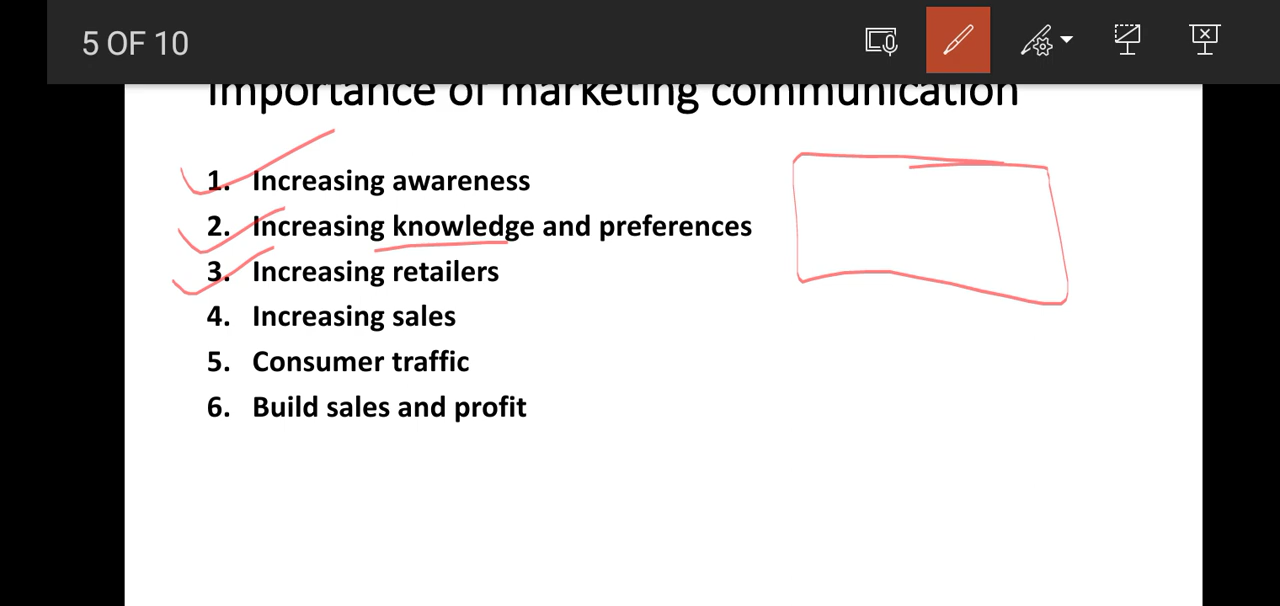 5 OF 10
Importance of marketing communication
1. Increasing awareness
2. Increasing knowledge and preferences
3. Increasing retailers
4. Increasing sales
5. Consumer traffic
6. Build sales and profit